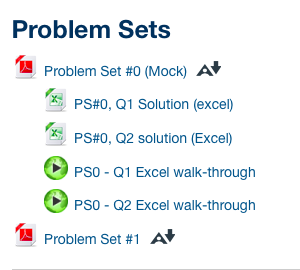 Problem Sets
Problem Set #0 (Mock)
PS#0, Q1 Solution (excel)
PS#0, Q2 solution (Excel)
PS0 - Q1 Excel walk-through
PS0 - Q2 Excel walk-through
Problem Set #1